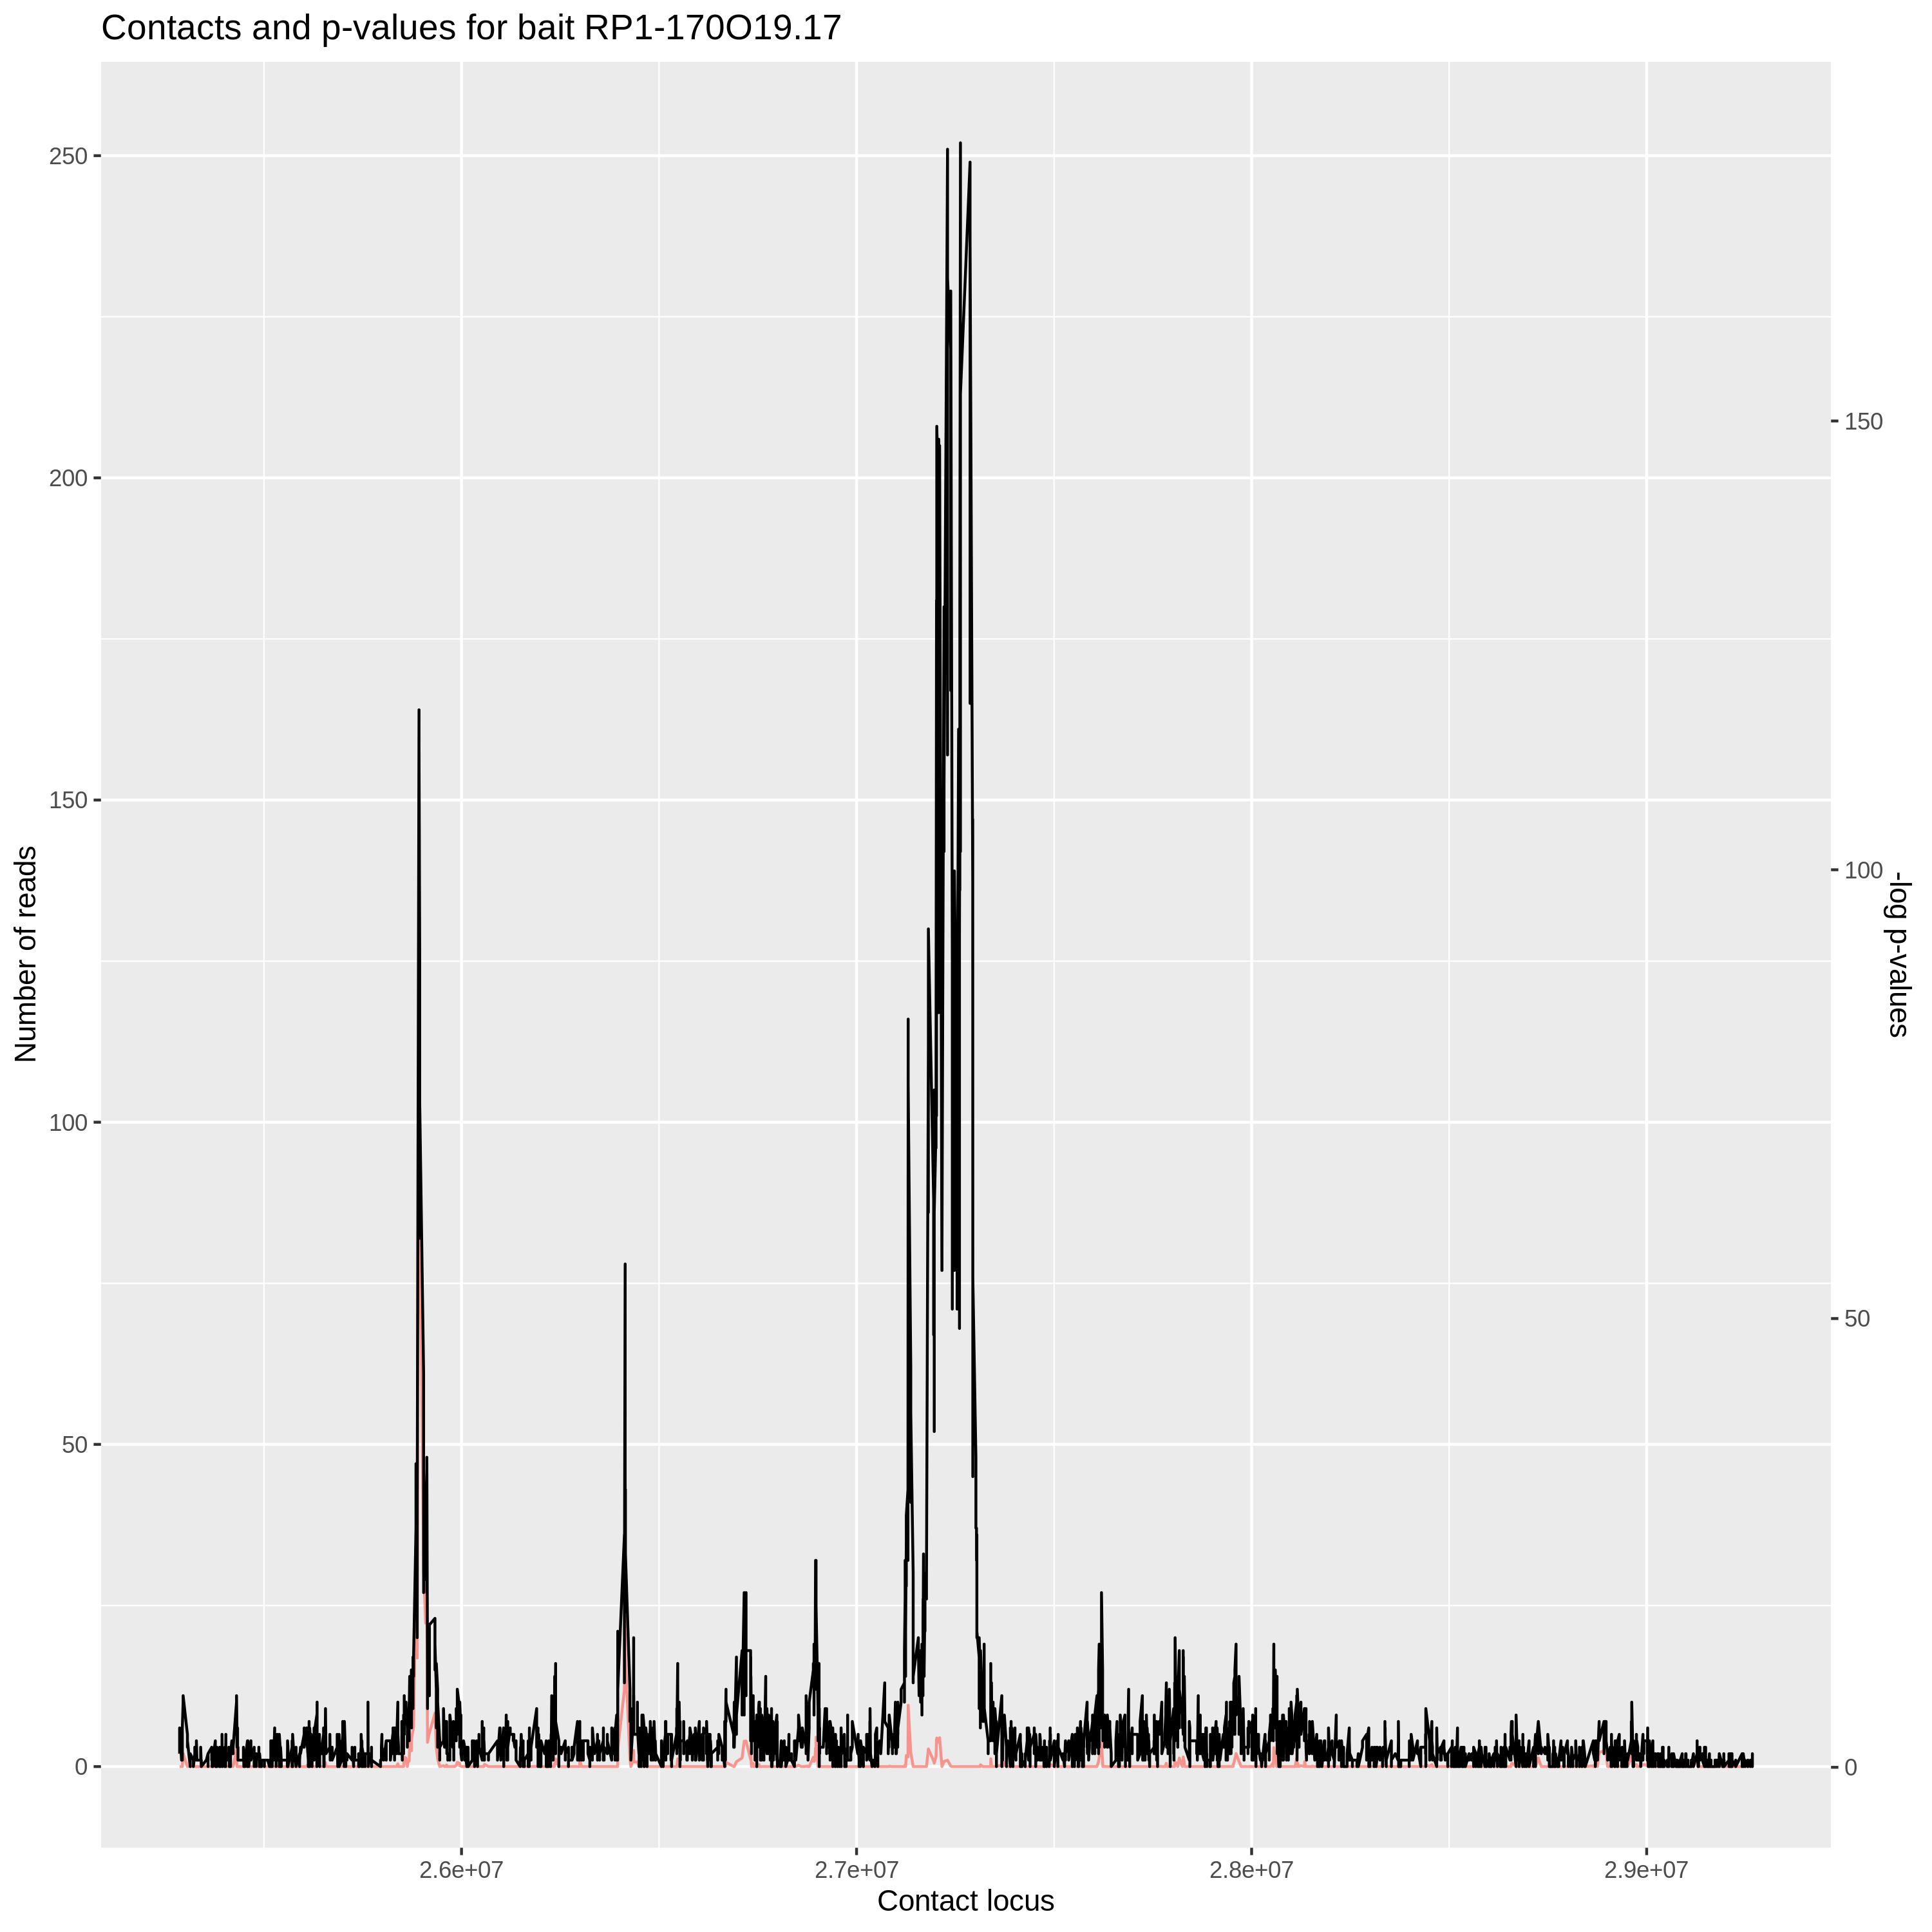 Contacts and p-values for bait RP1-170O19.17
250
200
150
100
50
0
Number of reads
150
100
50
0
-log p-values
2.6e+07 2.7e+07 2.8e+07 2.9e+07
Contact locus